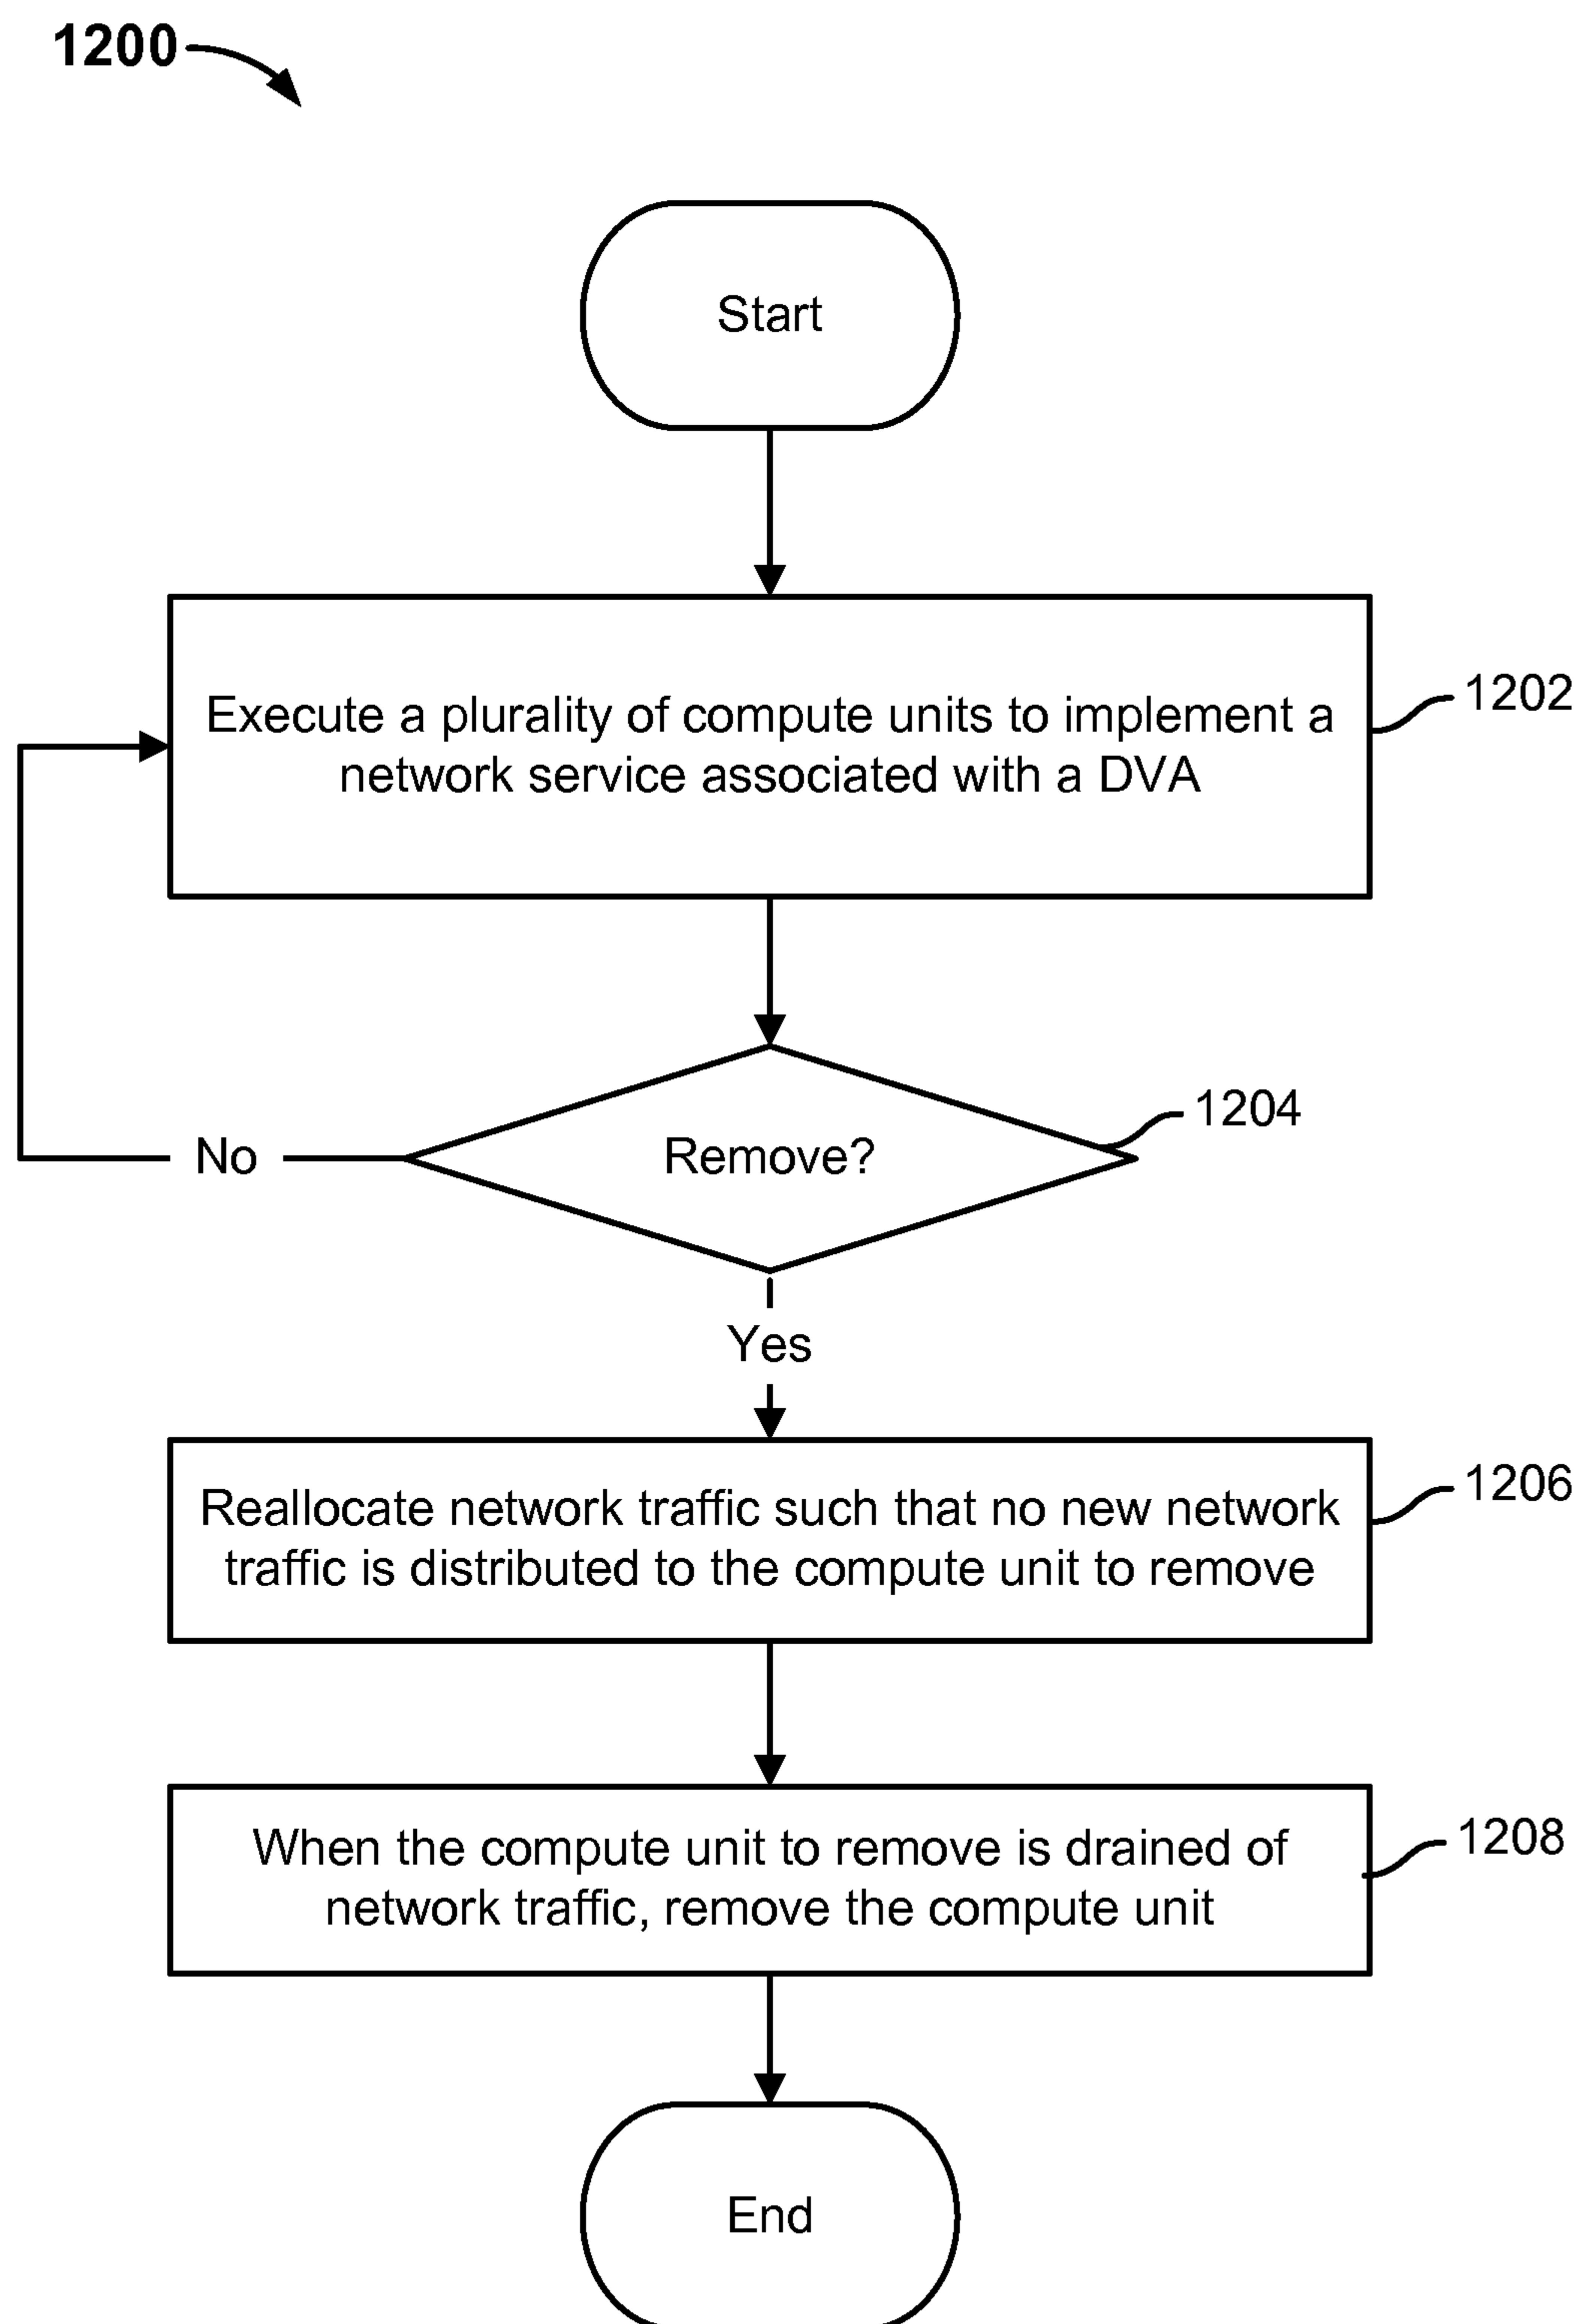 1200
Start
Execute a plurality of compute units to implement a
network service associated with a DVA
1202
Remove?
1204
No
Yes
Reallocate network traffic such that no new network
traffic is distributed to the compute unit to remove
1206
When the compute unit to remove is drained of
network traffic, remove the compute unit
1208
End